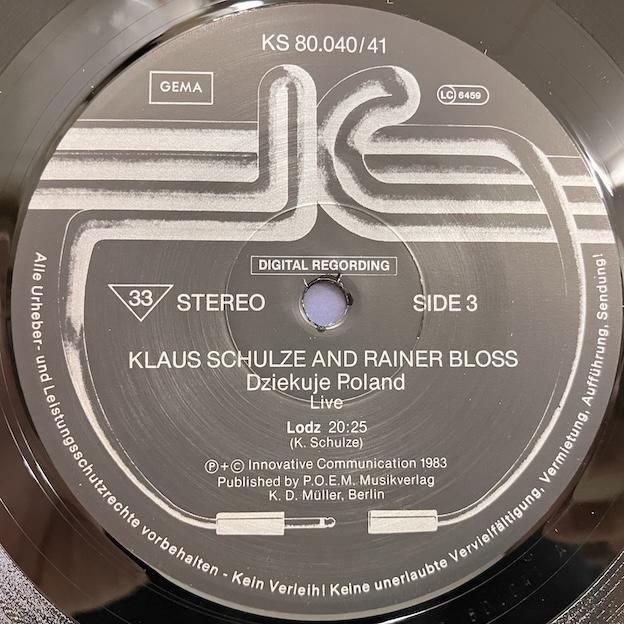 KS 80.040/41
GEMA
LC 6459
DIGITAL RECORDING
33 STEREO
SIDE 3
KLAUS SCHULZE AND RAINER BLOSS
Dziekuje Poland
Live
Lodz 20:25
(K. Schulze)
Ⓟ + © Innovative Communication 1983
Published by P.O.E.M. Musikverlag
K. D. Müller, Berlin
Alle Urheber- und Leistungsschutzrechte vorbehalten - Kein Verleih! Keine unerlaubte Vervielfältigung, Vermietung, Aufführung, Sendung!